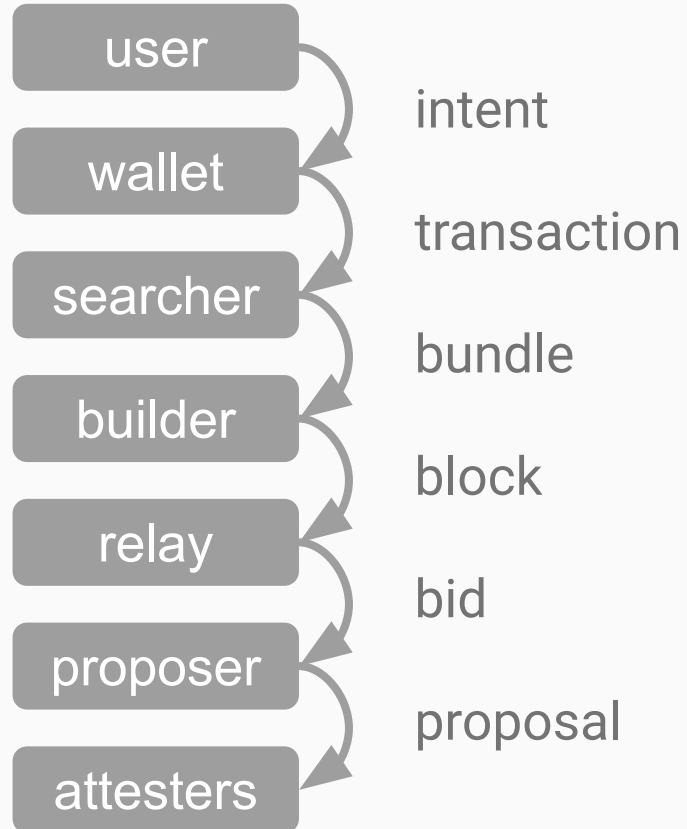 user
intent
wallet
transaction
searcher
bundle
builder
block
relay
bid
proposer
proposal
attesters